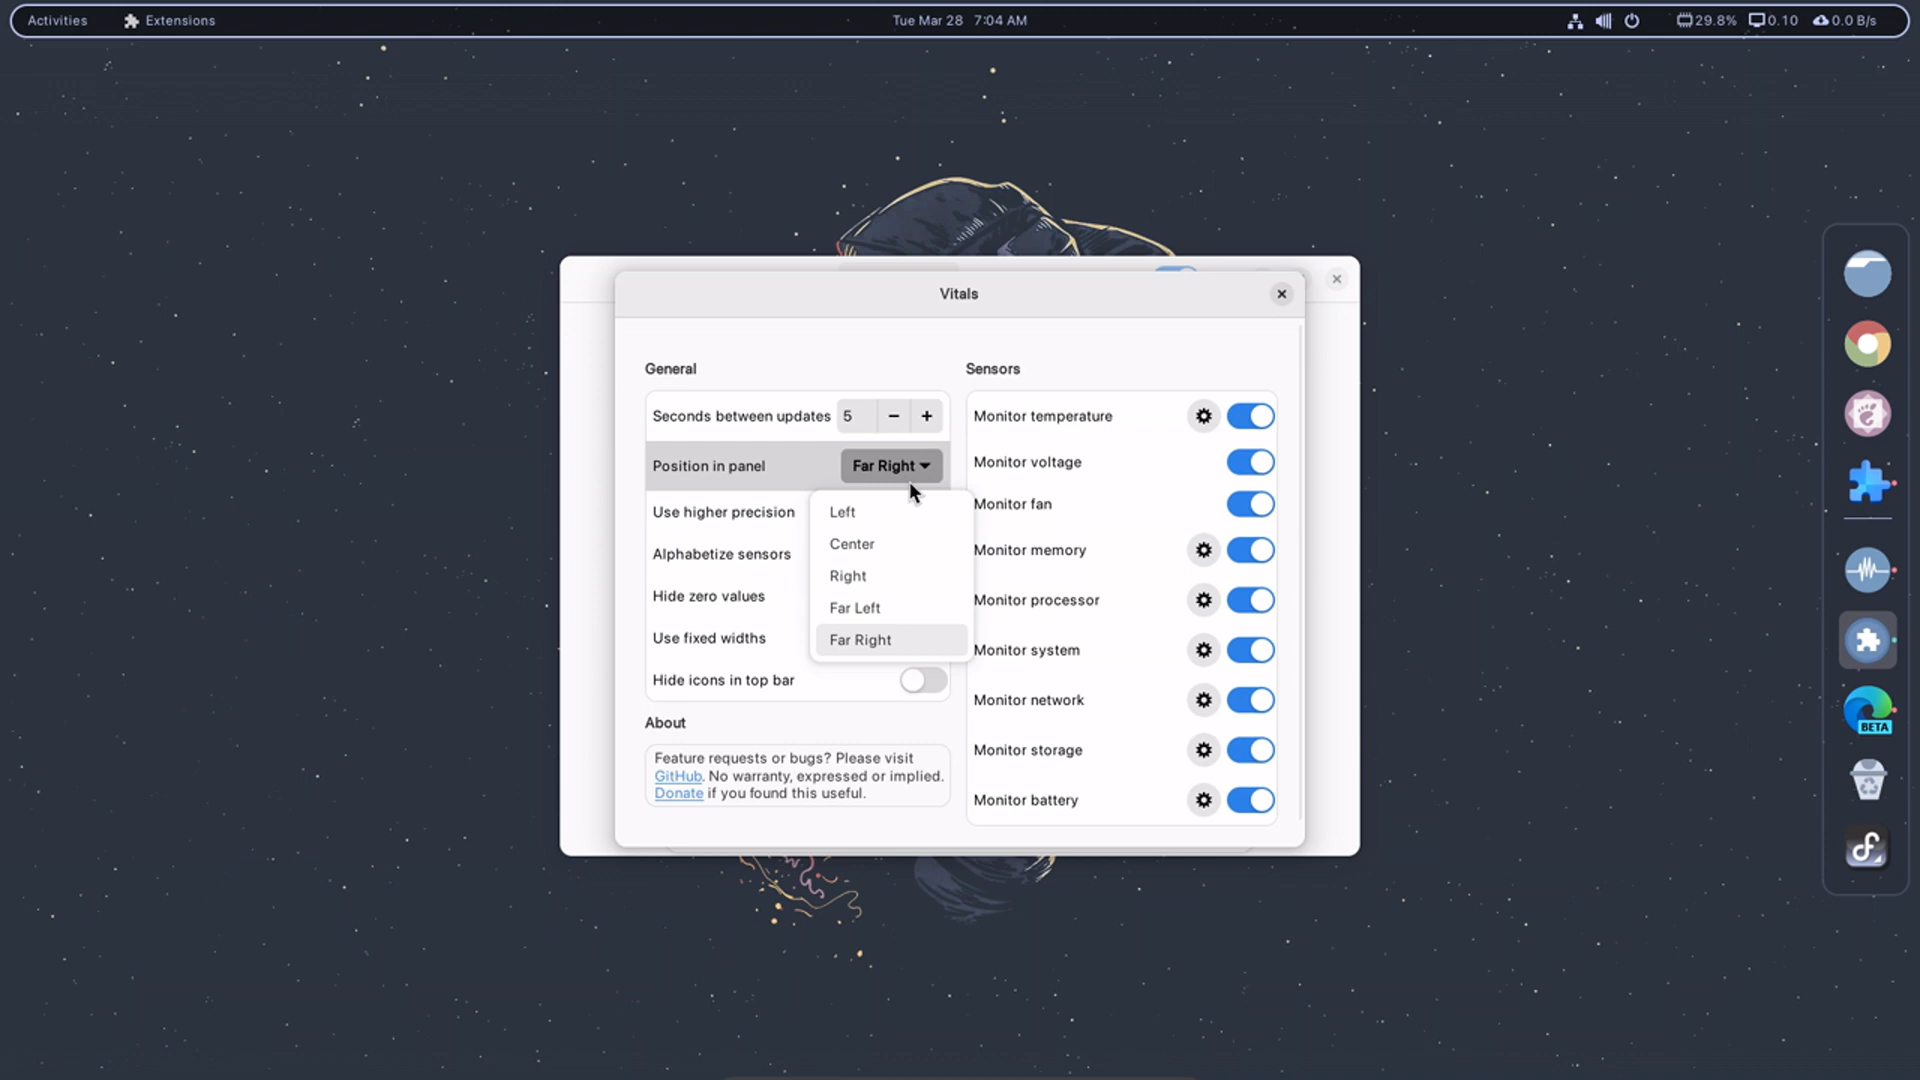 Activities Extensions Tue Mar 28 7:04 AM 29.8% 0.10 0.0 B/s
Vitals
General
Seconds between updates 5 − +
Position in panel Far Right
Left
Center
Right
Far Left
Far Right
Use higher precision
Alphabetize sensors
Hide zero values
Use fixed widths
Hide icons in top bar
About
Feature requests or bugs? Please visit
GitHub. No warranty, expressed or implied.
Donate if you found this useful.
Sensors
Monitor temperature
Monitor voltage
Monitor fan
Monitor memory
Monitor processor
Monitor system
Monitor network
Monitor storage
Monitor battery
BETA